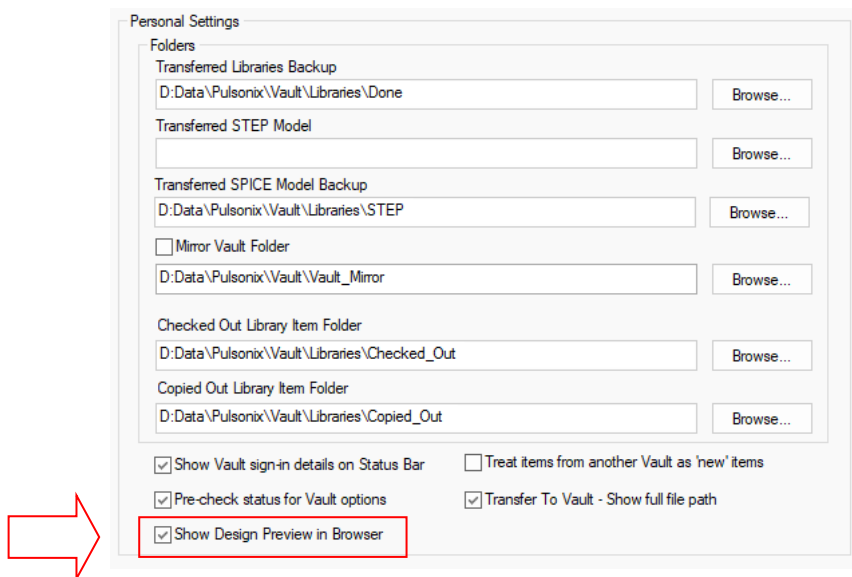 Personal Settings
Folders
Transferred Libraries Backup
D:Data\Pulsonix\Vault\Libraries\Done
Browse...
Transferred STEP Model
Browse...
Transferred SPICE Model Backup
D:Data\Pulsonix\Vault\Libraries\STEP
Browse...
Mirror Vault Folder
D:Data\Pulsonix\Vault\Vault_Mirror
Browse...
Checked Out Library Item Folder
D:Data\Pulsonix\Vault\Libraries\Checked_Out
Browse...
Copied Out Library Item Folder
D:Data\Pulsonix\Vault\Libraries\Copied_Out
Browse...
Show Vault sign-in details on Status Bar
Treat items from another Vault as 'new' items
Pre-check status for Vault options
Transfer To Vault - Show full file path
Show Design Preview in Browser